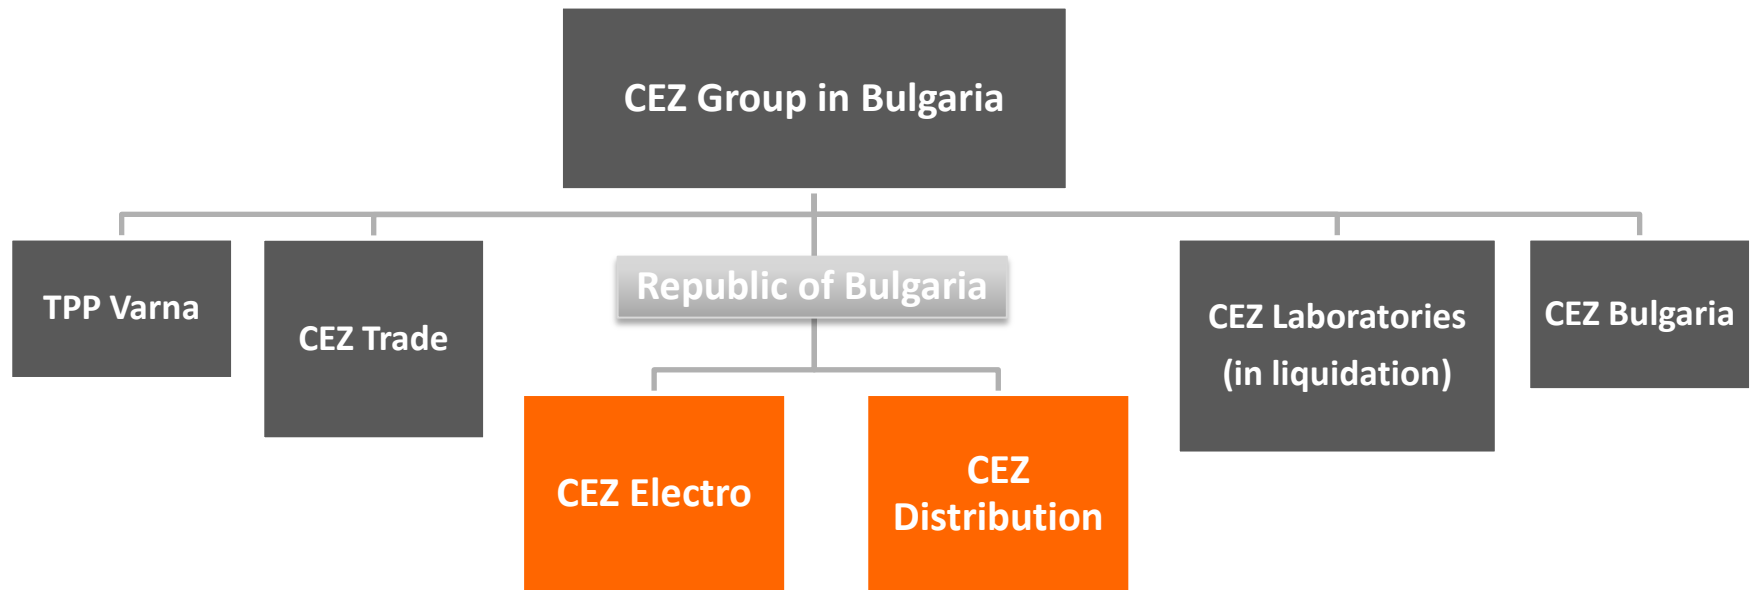 CEZ Group in Bulgaria
TPP Varna
CEZ Trade
Republic of Bulgaria
CEZ Laboratories
(in liquidation)
CEZ Bulgaria
CEZ Electro
CEZ
Distribution